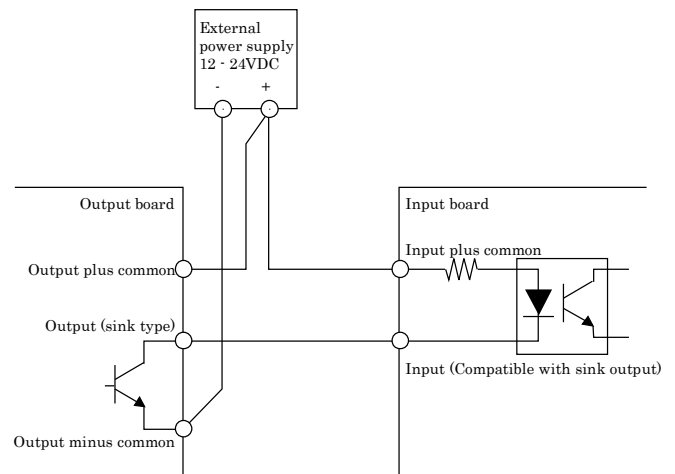 External
power supply
12 - 24VDC
- +
Output board
Input board
Input plus common
Output plus common
Output (sink type)
Input (Compatible with sink output)
Output minus common